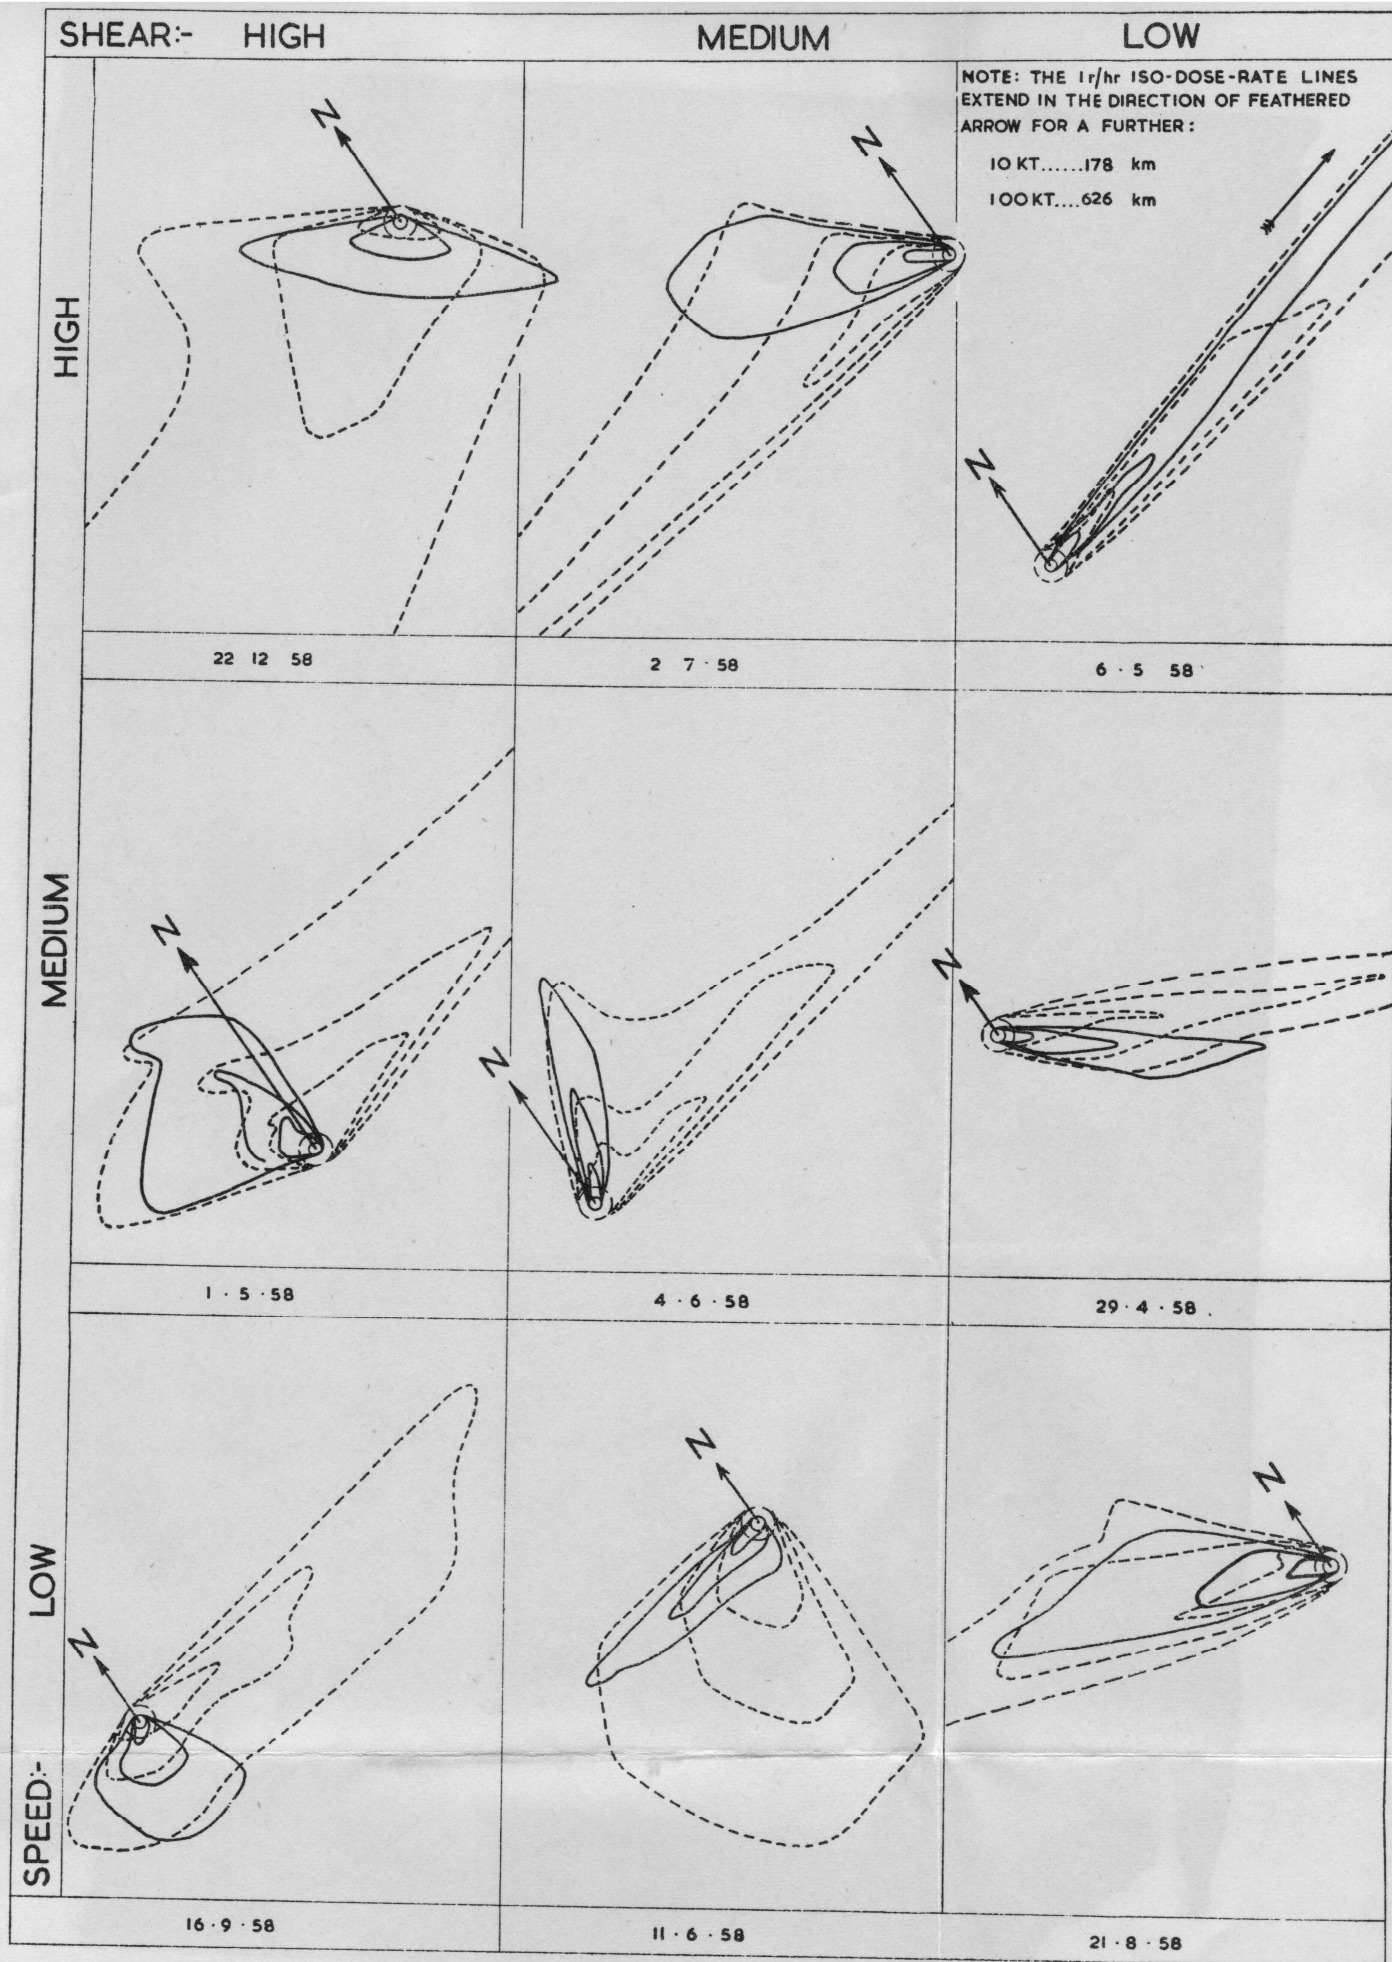 SHEAR:- HIGH MEDIUM LOW
NOTE: THE 1r/hr ISO-DOSE-RATE LINES
EXTEND IN THE DIRECTION OF FEATHERED
ARROW FOR A FURTHER:
10 KT......178 km
100 KT....626 km
N
N
N
HIGH
22 12 58
2 7·58
6·5 58
N
N
N
MEDIUM
1·5·58
4·6·58
29·4·58
N
N
N
LOW
SPEED:-
16·9·58
11·6·58
21·8·58